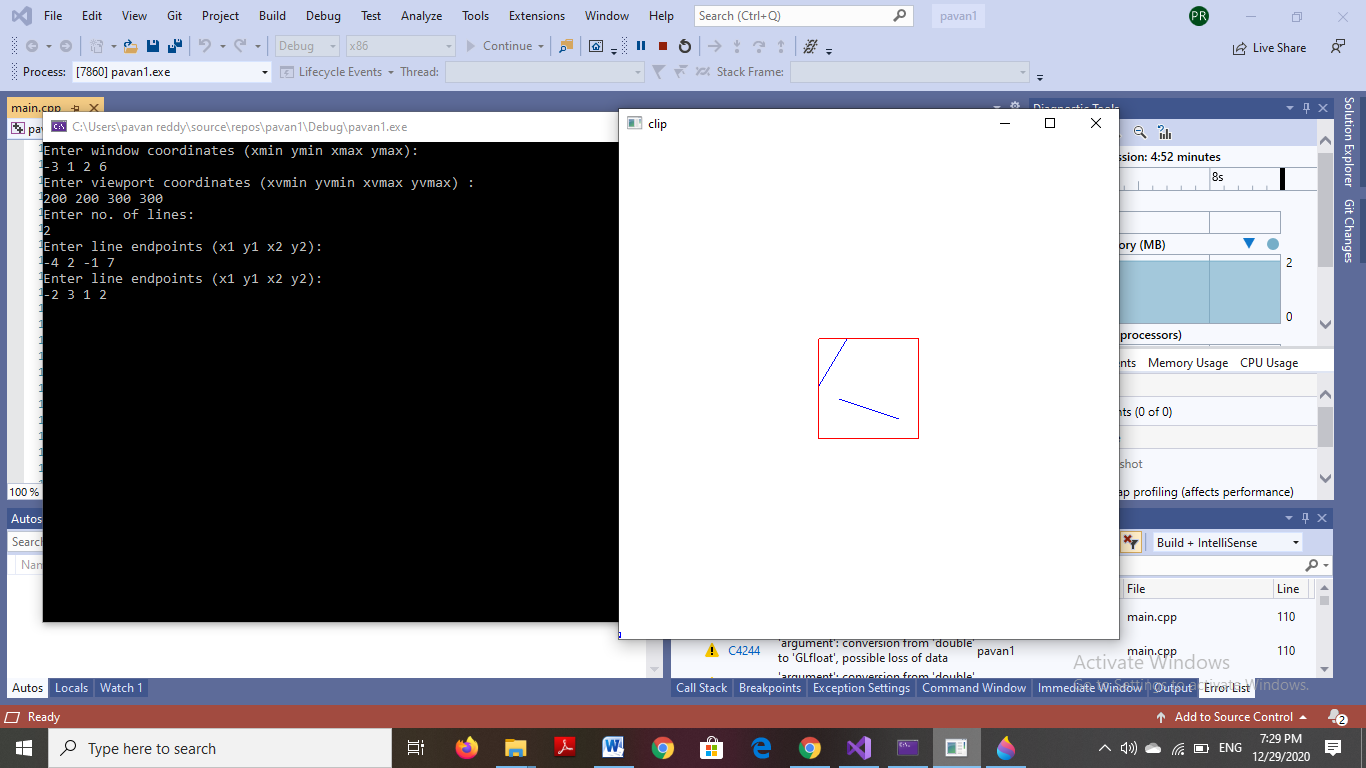 File Edit View Git Project Build Debug Test Analyze Tools Extensions Window Help Search (Ctrl+Q) pavan1 PR
Debug x86 Continue Live Share
Process: [7860] pavan1.exe Lifecycle Events Thread: Stack Frame:
main.cpp
C:\Users\pavan reddy\source\repos\pavan1\Debug\pavan1.exe
Enter window coordinates (xmin ymin xmax ymax):
-3 1 2 6
Enter viewport coordinates (xvmin yvmin xvmax yvmax) :
200 200 300 300
Enter no. of lines:
2
Enter line endpoints (x1 y1 x2 y2):
-4 2 -1 7
Enter line endpoints (x1 y1 x2 y2):
-2 3 1 2
clip
Diagnostic Tools
ssion: 4:52 minutes
8s
ory (MB)
2
0
processors)
nts Memory Usage CPU Usage
nts (0 of 0)
shot
ap profiling (affects performance)
Solution Explorer
Git Changes
100 %
Autos
Search
Nam
Build + IntelliSense
File Line
main.cpp 110
C4244 'argument': conversion from 'double' to 'GLfloat', possible loss of data pavan1 main.cpp 110
'argument': conversion from 'double'
Autos Locals Watch 1
Call Stack Breakpoints Exception Settings Command Window Immediate Window Output Error List
Activate Windows
Go to Settings to activate Windows.
Ready Add to Source Control 2
Type here to search
ENG 7:29 PM
12/29/2020